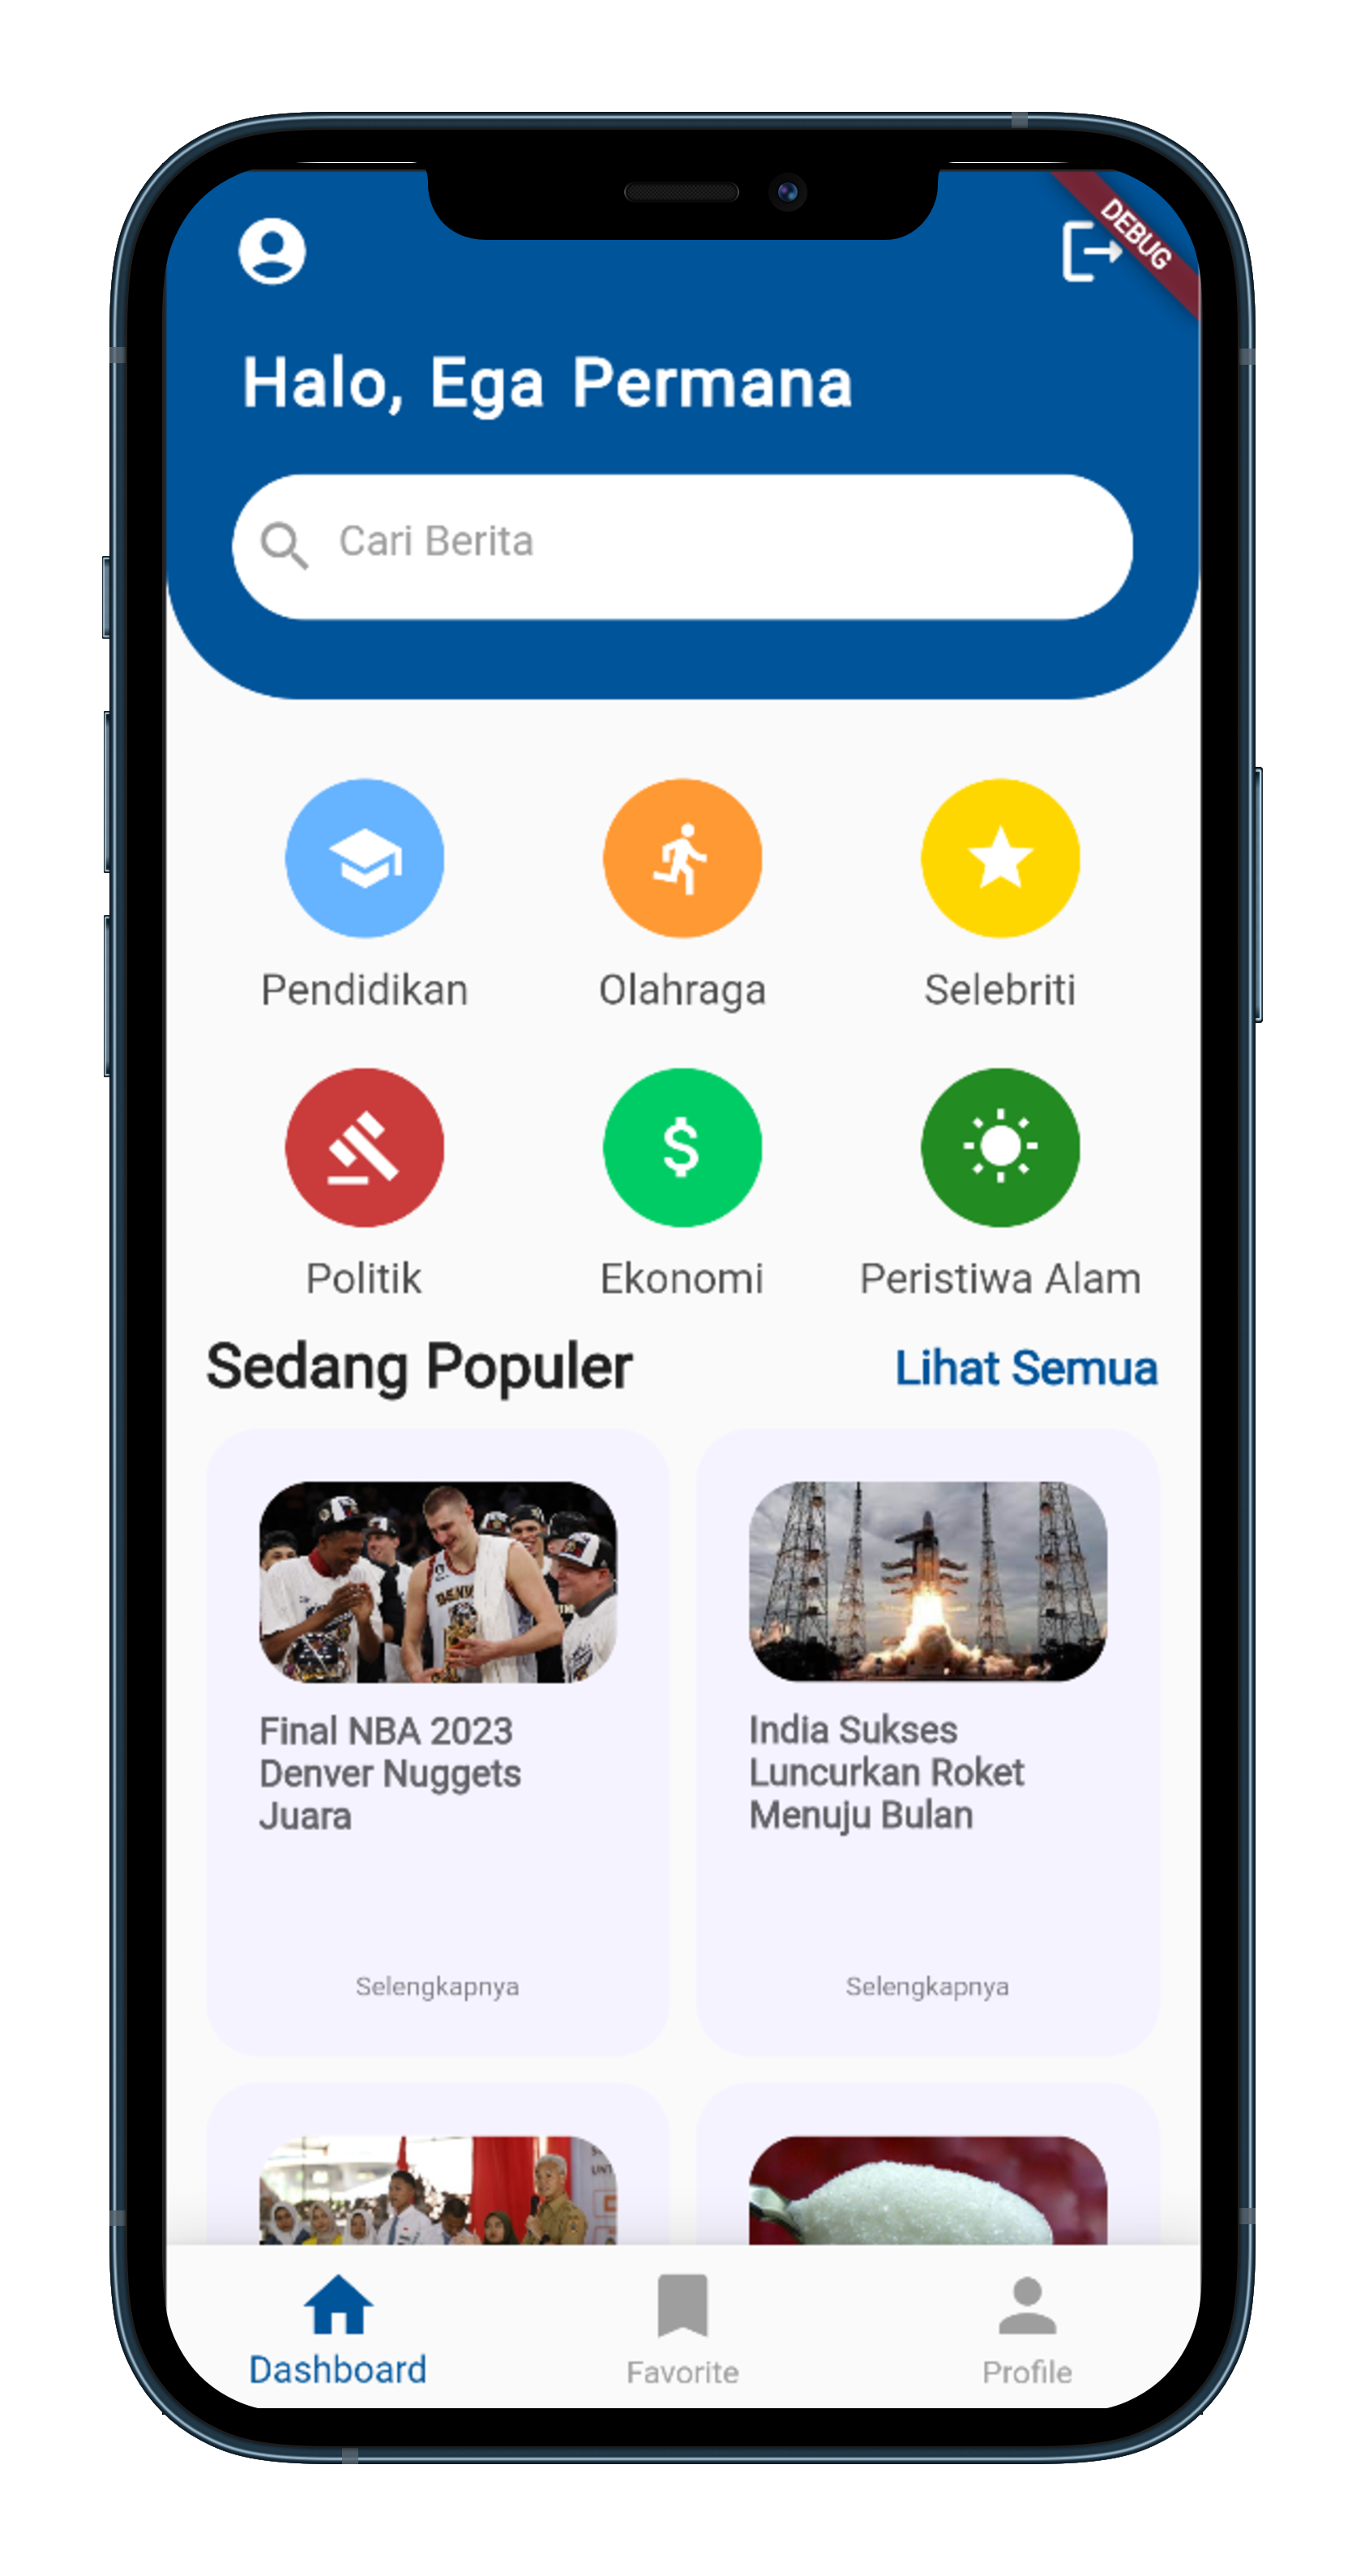 DEBUG
Halo, Ega Permana
Cari Berita
Pendidikan
Olahraga
Selebriti
Politik
Ekonomi
Peristiwa Alam
Sedang Populer
Lihat Semua
Final NBA 2023
Denver Nuggets
Juara
India Sukses
Luncurkan Roket
Menuju Bulan
Selengkapnya
Selengkapnya
Dashboard
Favorite
Profile